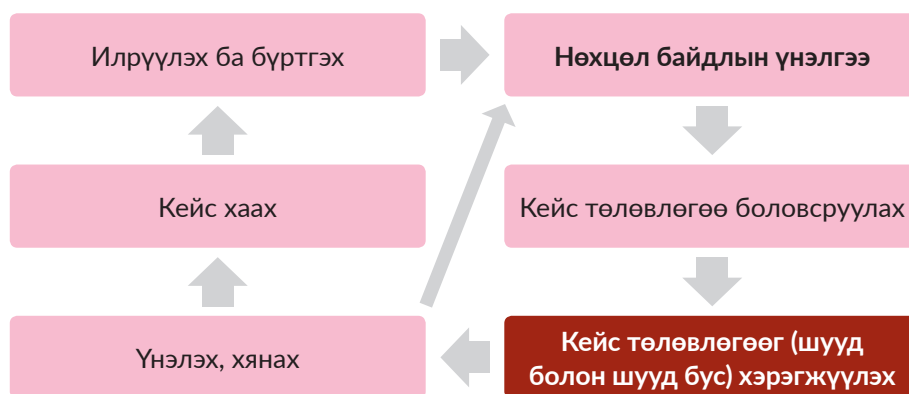 Илрүүлэх ба бүртгэх
Нөхцөл байдлын үнэлгээ
Кейс хаах
Кейс төлөвлөгөө боловсруулах
Үнэлэх, хянах
Кейс төлөвлөгөөг (шууд
болон шууд бус) хэрэгжүүлэх